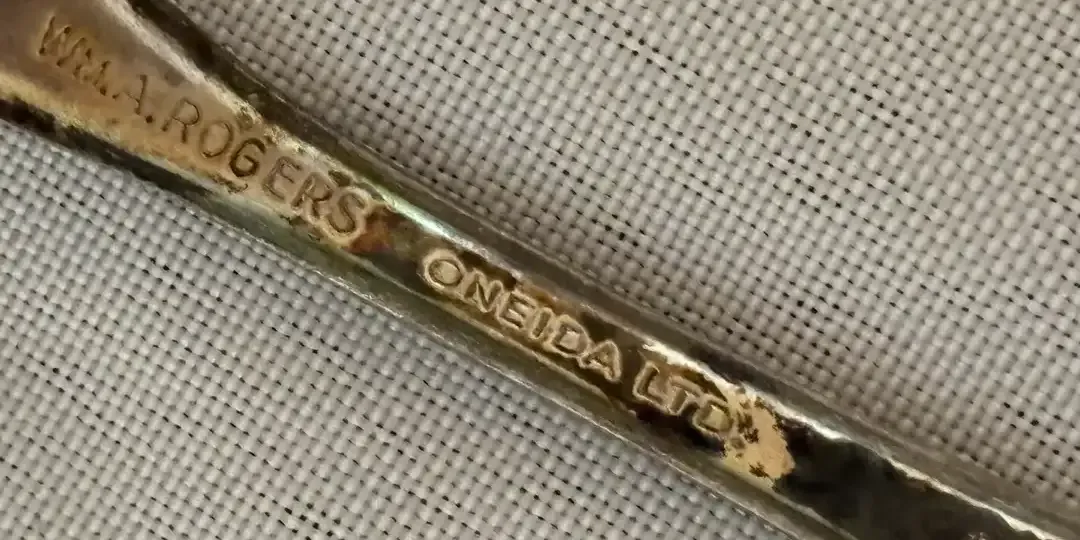 WM.A.ROGERS ONEIDA LTD.